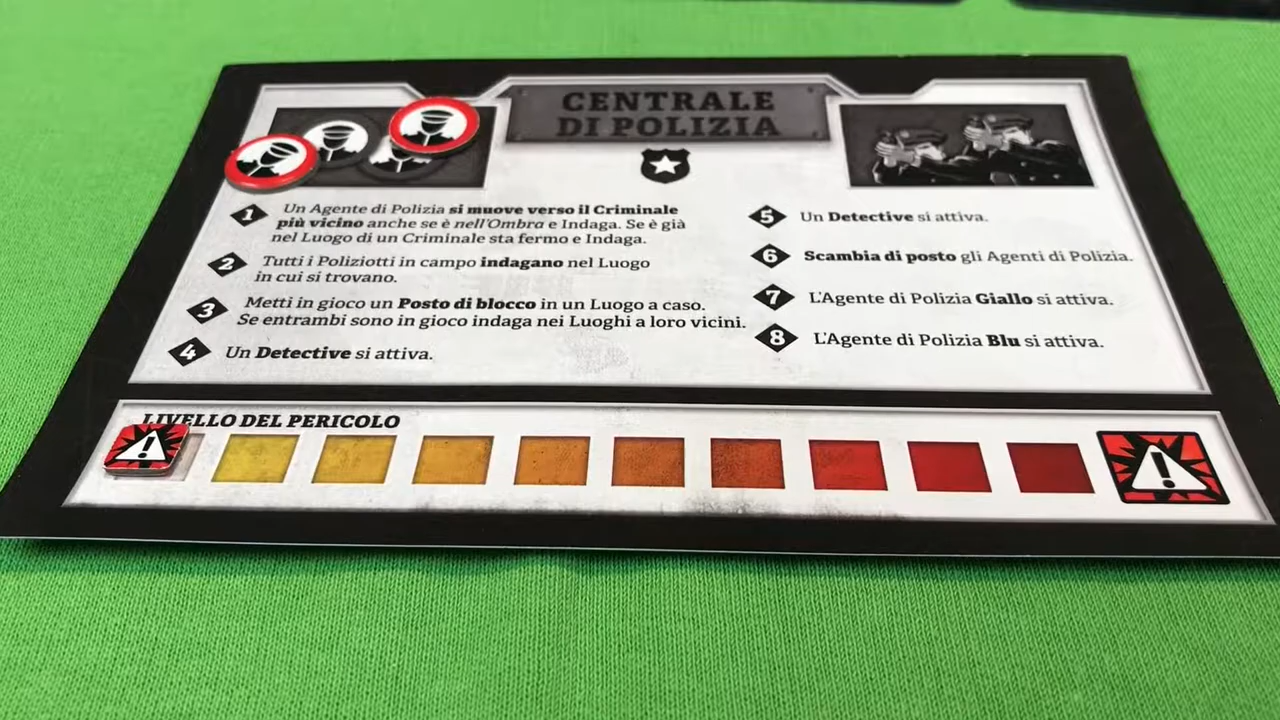 CENTRALE
DI POLIZIA
1 Un Agente di Polizia si muove verso il Criminale
più vicino anche se è nell'Ombra e Indaga. Se è già
nel Luogo di un Criminale sta fermo e Indaga.
2 Tutti i Poliziotti in campo indagano nel Luogo
in cui si trovano.
3 Metti in gioco un Posto di blocco in un Luogo a caso.
Se entrambi sono in gioco indaga nei Luoghi a loro vicini.
4 Un Detective si attiva.
5 Un Detective si attiva.
6 Scambia di posto gli Agenti di Polizia.
7 L'Agente di Polizia Giallo si attiva.
8 L'Agente di Polizia Blu si attiva.
LIVELLO DEL PERICOLO